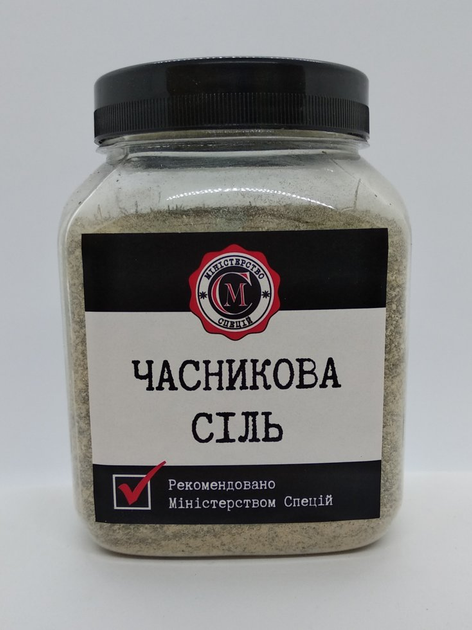 МІНІСТЕРСТВО
СМ
СПЕЦІЙ
ЧАСНИКОВА
СІЛЬ
Рекомендовано
Міністерством Спецій